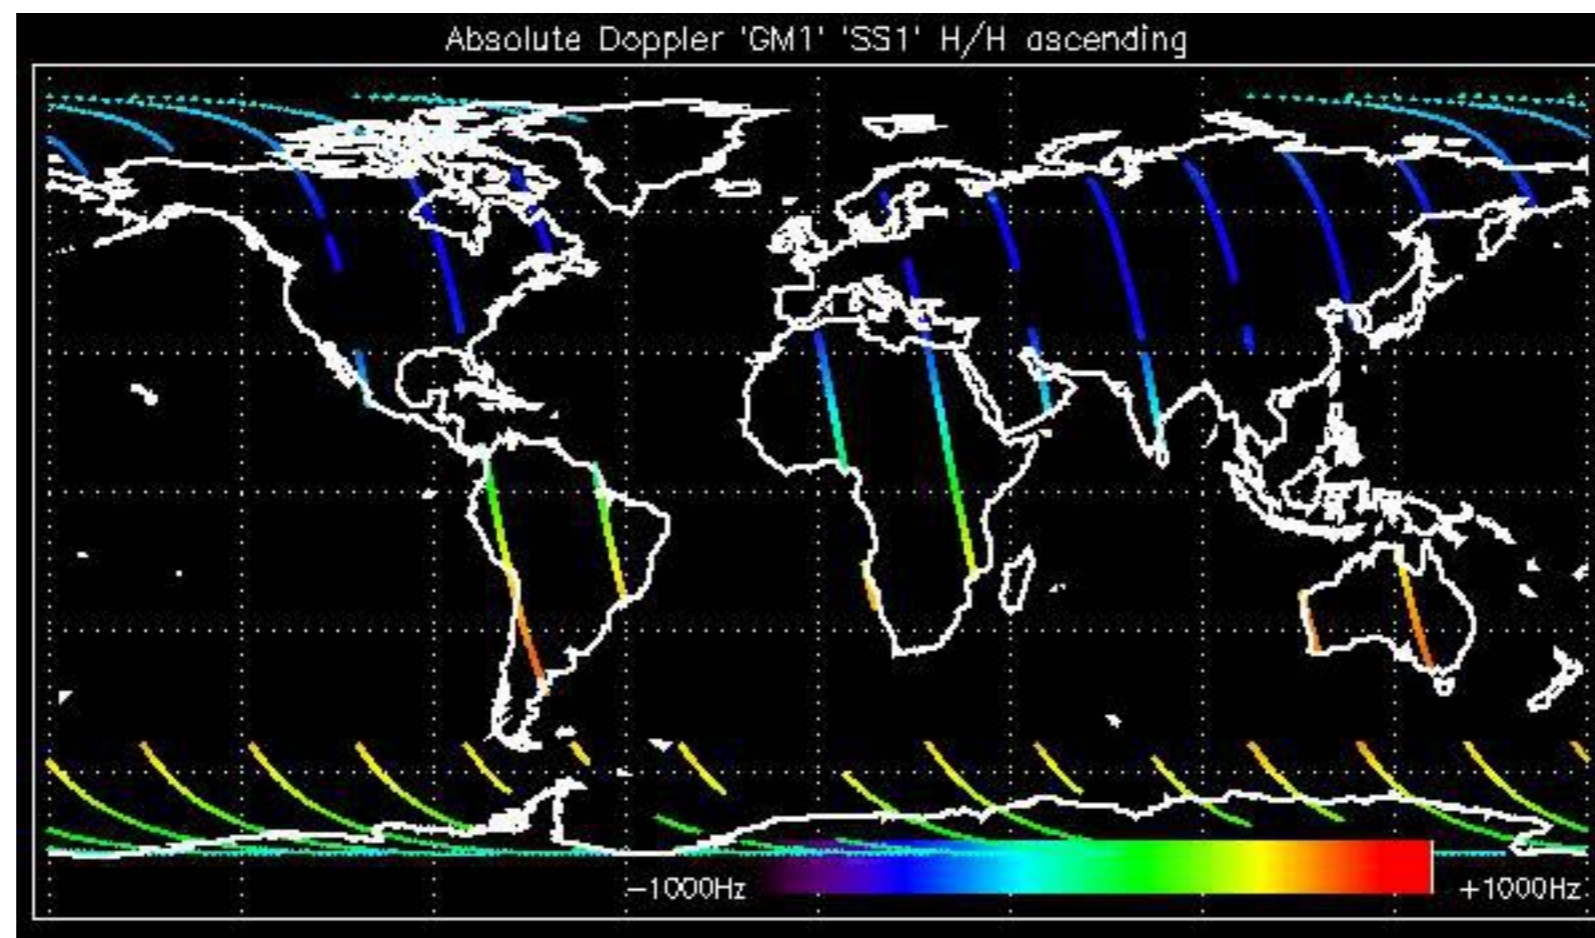 Absolute Doppler 'GM1' 'SS1' H/H ascending
-1000Hz
+1000Hz